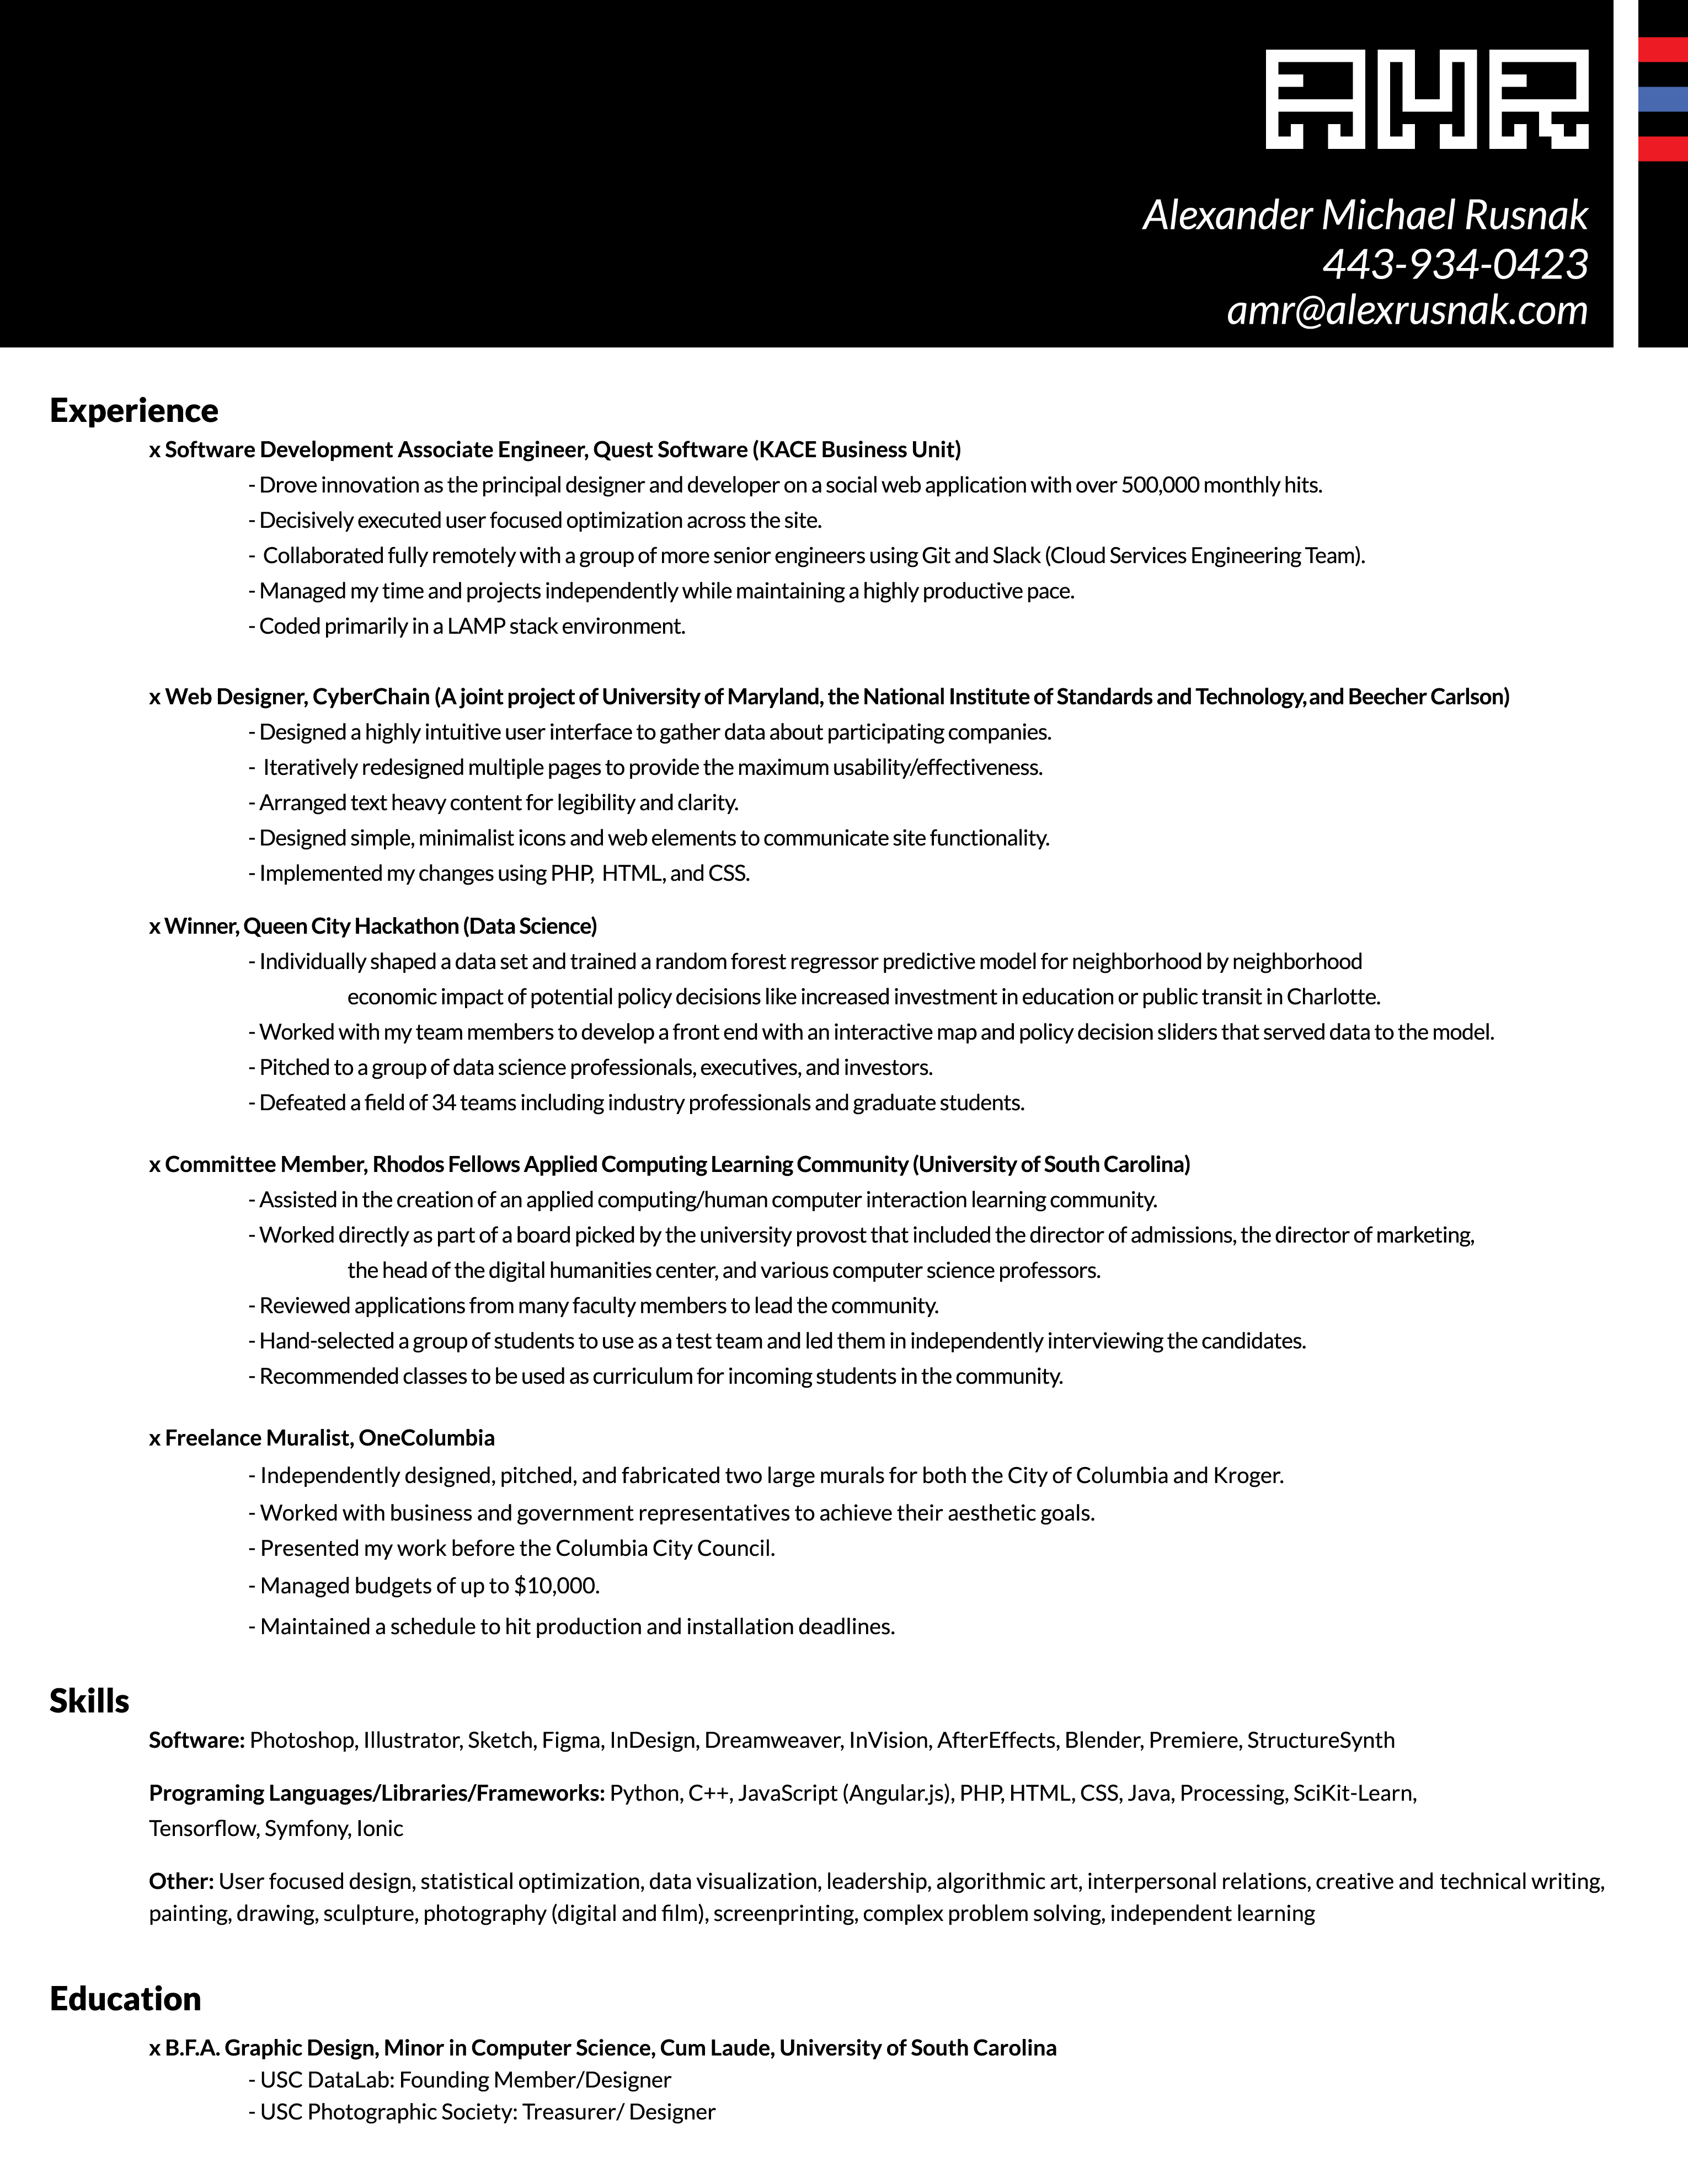 AMR
Alexander Michael Rusnak
443-934-0423
amr@alexrusnak.com
Experience
x Software Development Associate Engineer, Quest Software (KACE Business Unit)
- Drove innovation as the principal designer and developer on a social web application with over 500,000 monthly hits.
- Decisively executed user focused optimization across the site.
- Collaborated fully remotely with a group of more senior engineers using Git and Slack (Cloud Services Engineering Team).
- Managed my time and projects independently while maintaining a highly productive pace.
- Coded primarily in a LAMP stack environment.
x Web Designer, CyberChain (A joint project of University of Maryland, the National Institute of Standards and Technology, and Beecher Carlson)
- Designed a highly intuitive user interface to gather data about participating companies.
- Iteratively redesigned multiple pages to provide the maximum usability/effectiveness.
- Arranged text heavy content for legibility and clarity.
- Designed simple, minimalist icons and web elements to communicate site functionality.
- Implemented my changes using PHP, HTML, and CSS.
x Winner, Queen City Hackathon (Data Science)
- Individually shaped a data set and trained a random forest regressor predictive model for neighborhood by neighborhood
economic impact of potential policy decisions like increased investment in education or public transit in Charlotte.
- Worked with my team members to develop a front end with an interactive map and policy decision sliders that served data to the model.
- Pitched to a group of data science professionals, executives, and investors.
- Defeated a field of 34 teams including industry professionals and graduate students.
x Committee Member, Rhodos Fellows Applied Computing Learning Community (University of South Carolina)
- Assisted in the creation of an applied computing/human computer interaction learning community.
- Worked directly as part of a board picked by the university provost that included the director of admissions, the director of marketing,
the head of the digital humanities center, and various computer science professors.
- Reviewed applications from many faculty members to lead the community.
- Hand-selected a group of students to use as a test team and led them in independently interviewing the candidates.
- Recommended classes to be used as curriculum for incoming students in the community.
x Freelance Muralist, OneColumbia
- Independently designed, pitched, and fabricated two large murals for both the City of Columbia and Kroger.
- Worked with business and government representatives to achieve their aesthetic goals.
- Presented my work before the Columbia City Council.
- Managed budgets of up to $10,000.
- Maintained a schedule to hit production and installation deadlines.
Skills
Software: Photoshop, Illustrator, Sketch, Figma, InDesign, Dreamweaver, InVision, AfterEffects, Blender, Premiere, StructureSynth
Programing Languages/Libraries/Frameworks: Python, C++, JavaScript (Angular.js), PHP, HTML, CSS, Java, Processing, SciKit-Learn,
Tensorflow, Symfony, Ionic
Other: User focused design, statistical optimization, data visualization, leadership, algorithmic art, interpersonal relations, creative and technical writing,
painting, drawing, sculpture, photography (digital and film), screenprinting, complex problem solving, independent learning
Education
x B.F.A. Graphic Design, Minor in Computer Science, Cum Laude, University of South Carolina
- USC DataLab: Founding Member/Designer
- USC Photographic Society: Treasurer/ Designer